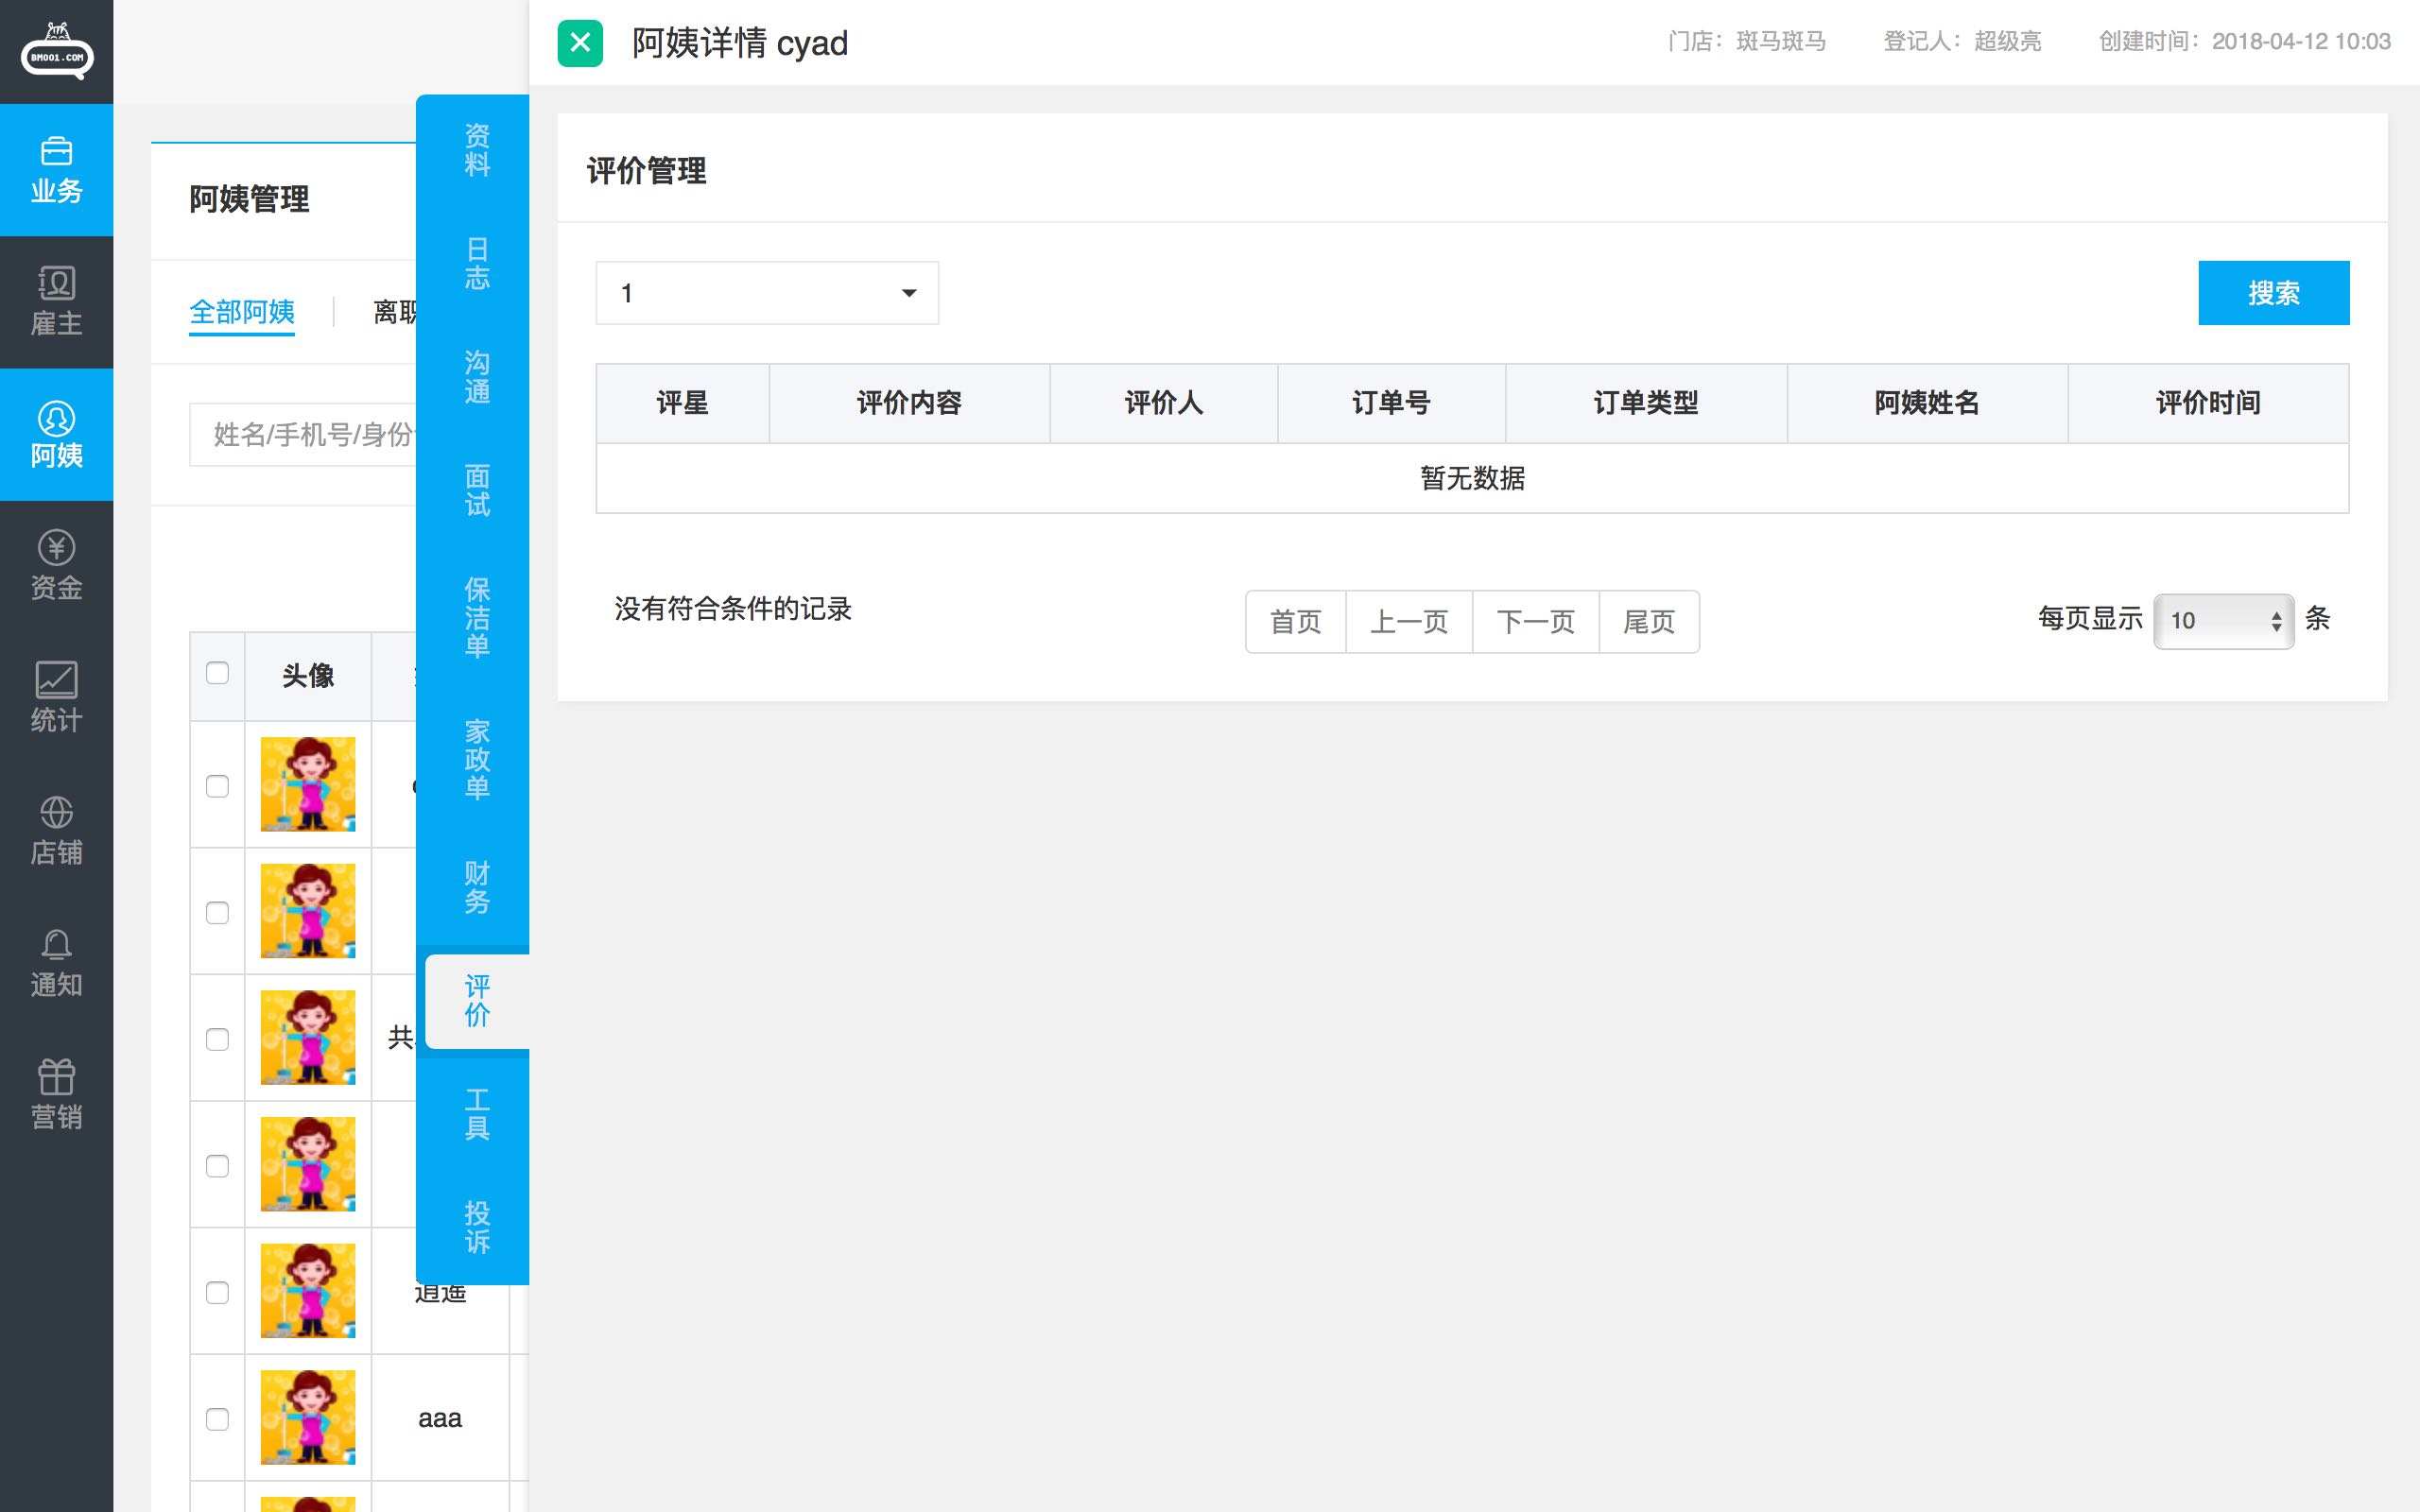 BM001.COM
业务
雇主
阿姨
资金
统计
店铺
通知
营销
阿姨管理
全部阿姨
离职
姓名/手机号/身份
头像
共
逍遥
aaa
资料
日志
沟通
面试
保洁单
家政单
财务
评价
工具
投诉
阿姨详情 cyad
门店：斑马斑马 登记人：超级亮 创建时间：2018-04-12 10:03
评价管理
1
搜索
评星 评价内容 评价人 订单号 订单类型 阿姨姓名 评价时间
暂无数据
没有符合条件的记录
首页 上一页 下一页 尾页
每页显示 10 条